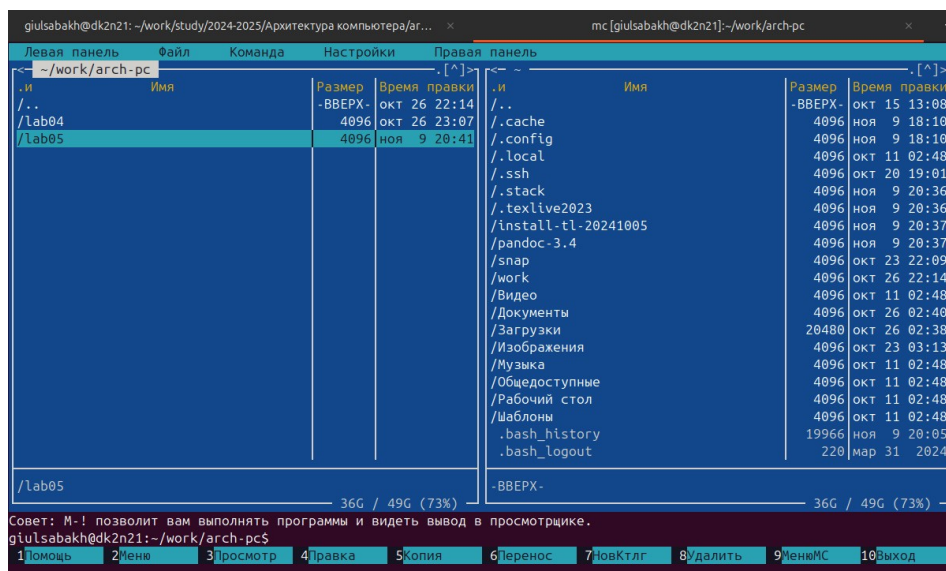 giulsabakh@dk2n21: ~/work/study/2024-2025/Архитектура компьютера/ar... × mc [giulsabakh@dk2n21]:~/work/arch-pc ×
Левая панель Файл Команда Настройки Правая панель
<- ~/work/arch-pc .[^]>
.и Имя Размер Время правки
/.. -ВВЕРХ- окт 26 22:14
/lab04 4096 окт 26 23:07
/lab05 4096 ноя 9 20:41
/lab05
36G / 49G (73%)
<- ~ .[^]>
.и Имя Размер Время правки
/.. -ВВЕРХ- окт 15 13:08
/.cache 4096 ноя 9 18:10
/.config 4096 ноя 9 18:10
/.local 4096 окт 11 02:48
/.ssh 4096 окт 20 19:01
/.stack 4096 ноя 9 20:36
/.texlive2023 4096 ноя 9 20:36
/install-tl-20241005 4096 ноя 9 20:37
/pandoc-3.4 4096 ноя 9 20:37
/snap 4096 окт 23 22:09
/work 4096 окт 26 22:14
/Видео 4096 окт 11 02:48
/Документы 4096 окт 26 02:40
/Загрузки 20480 окт 26 02:38
/Изображения 4096 окт 23 03:13
/Музыка 4096 окт 11 02:48
/Общедоступные 4096 окт 11 02:48
/Рабочий стол 4096 окт 11 02:48
/Шаблоны 4096 окт 11 02:48
.bash_history 19966 ноя 9 20:05
.bash_logout 220 мар 31 2024
-ВВЕРХ-
36G / 49G (73%)
Совет: M-! позволит вам выполнять программы и видеть вывод в просмотрщике.
giulsabakh@dk2n21:~/work/arch-pc$
1Помощь 2Меню 3Просмотр 4Правка 5Копия 6Перенос 7НовКтлг 8Удалить 9МенюMC 10Выход